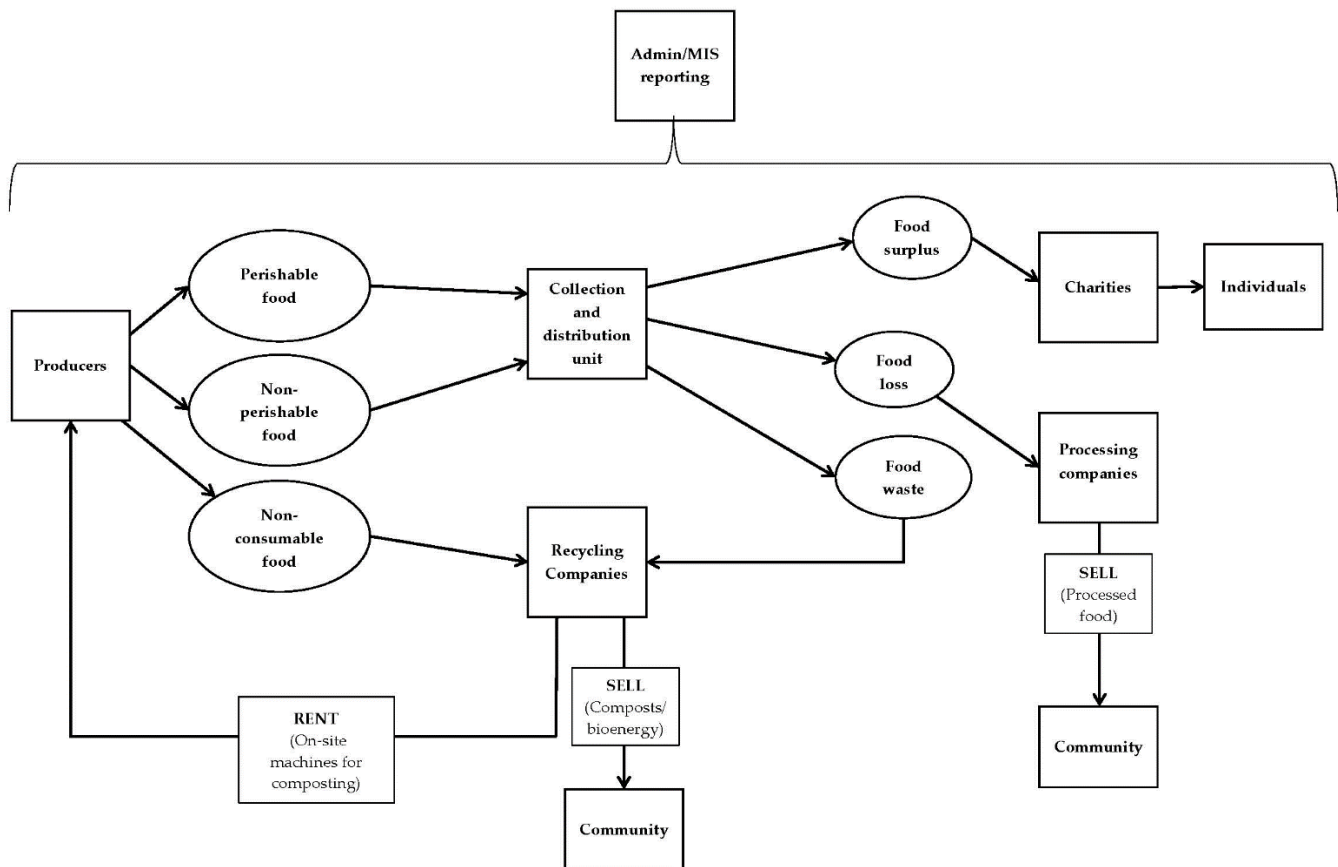 Admin/MIS
reporting
Food
surplus
Perishable
food
Collection
and
distribution
unit
Charities
Individuals
Producers
Non-
perishable
food
Food
loss
Processing
companies
Food
waste
Non-
consumable
food
Recycling
Companies
SELL
(Processed
food)
SELL
(Composts/
bioenergy)
RENT
(On-site
machines for
composting)
Community
Community